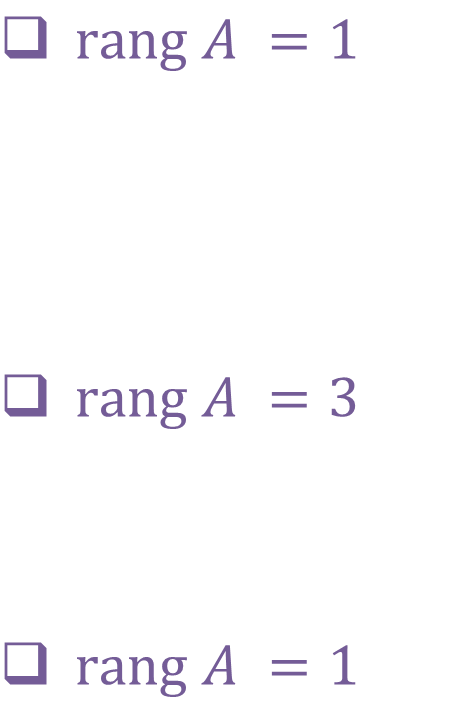 ❑ rang A = 1
❑ rang A = 3
❑ rang A = 1